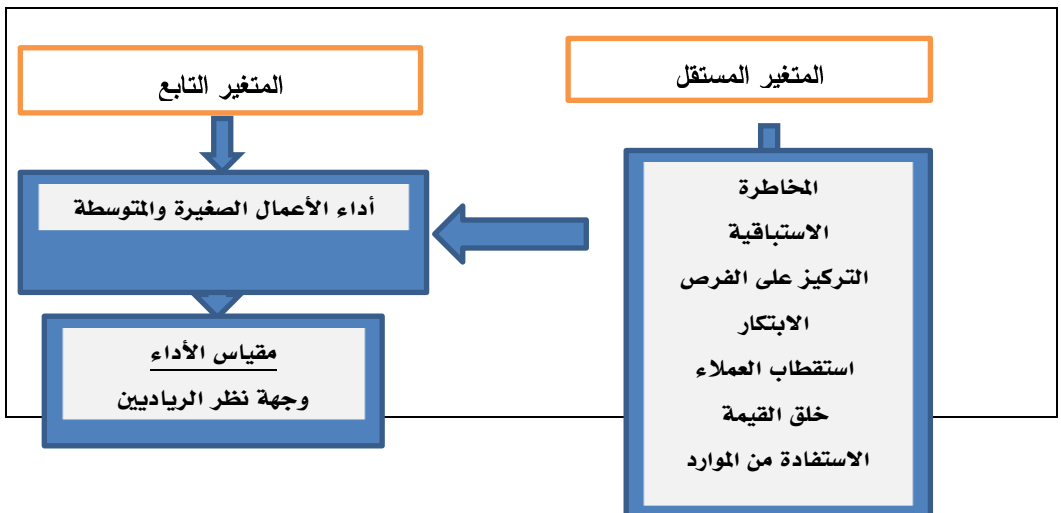 المتغير المستقل
المخاطرة
الاستباقية
التركيز على الفرص
الابتكار
استقطاب العملاء
خلق القيمة
الاستفادة من الموارد
المتغير التابع
أداء الأعمال الصغيرة والمتوسطة
مقياس الأداء
وجهة نظر الرياديين